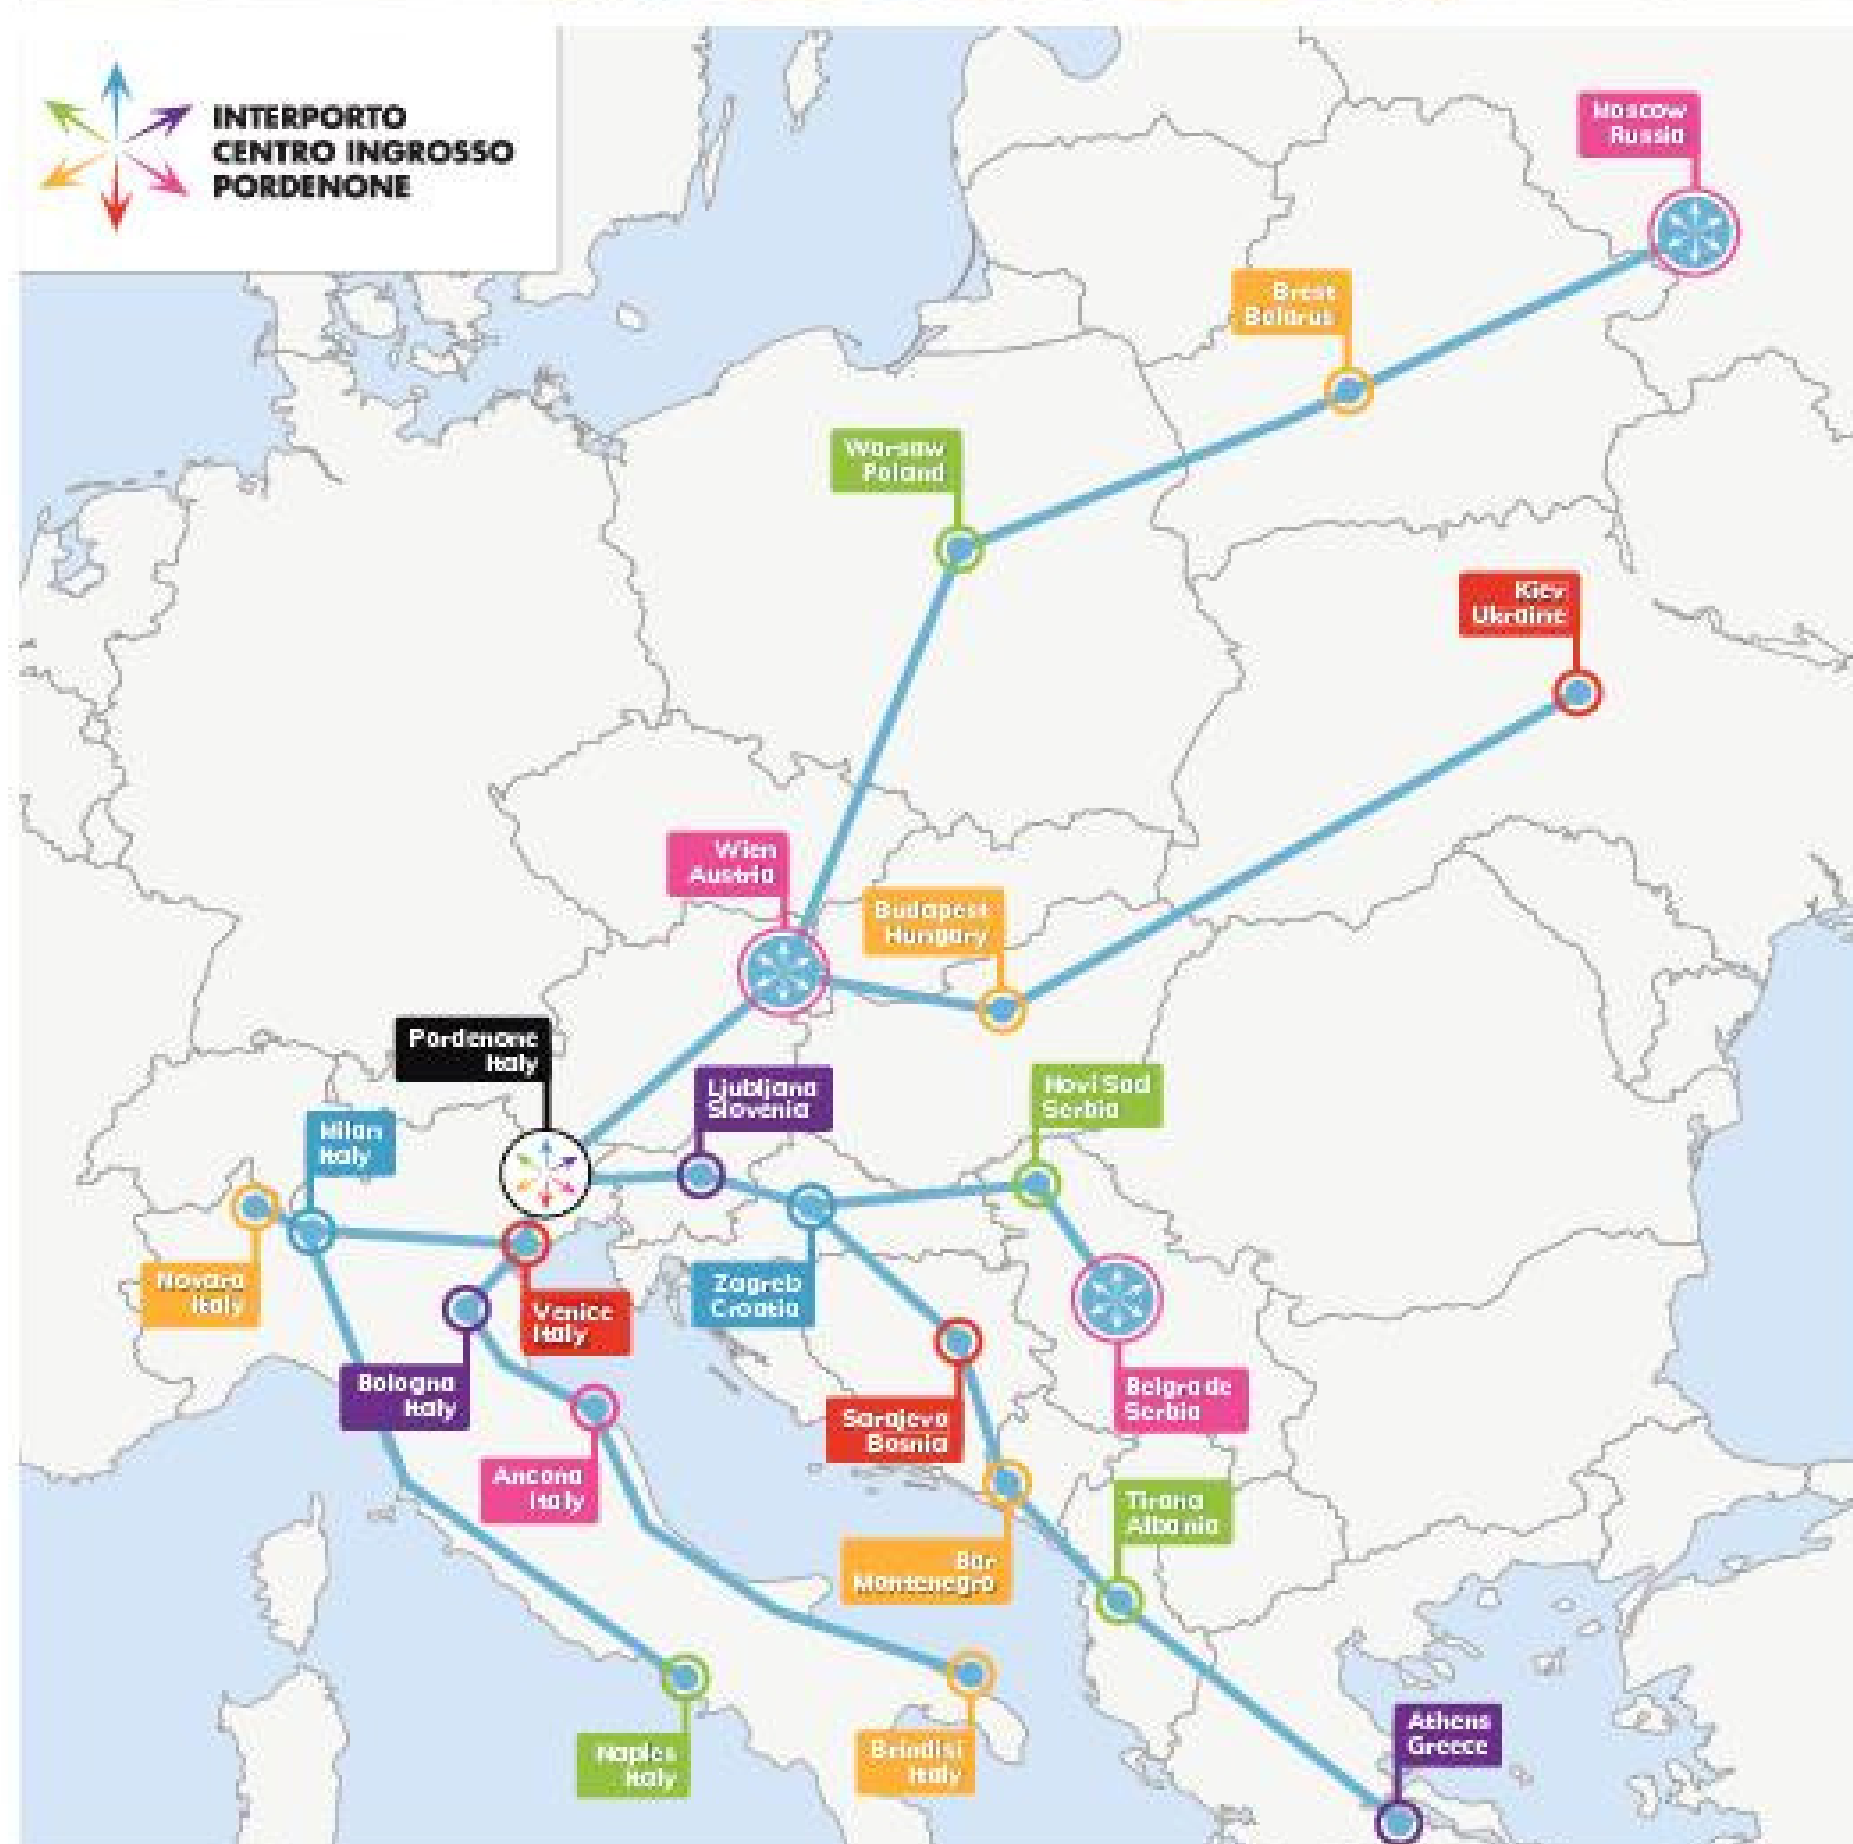 INTERPORTO
CENTRO INGROSSO
PORDENONE
Moscow
Russia
Brest
Belarus
Warsaw
Poland
Kiev
Ukraine
Wien
Austria
Budapest
Hungary
Pordenone
Italy
Ljubljana
Slovenia
Novi Sad
Serbia
Milan
Italy
Novara
Italy
Venice
Italy
Zagreb
Croatia
Bologna
Italy
Sarajevo
Bosnia
Belgrade
Serbia
Ancona
Italy
Tirana
Albania
Bar
Montenegro
Naples
Italy
Brindisi
Italy
Athens
Greece